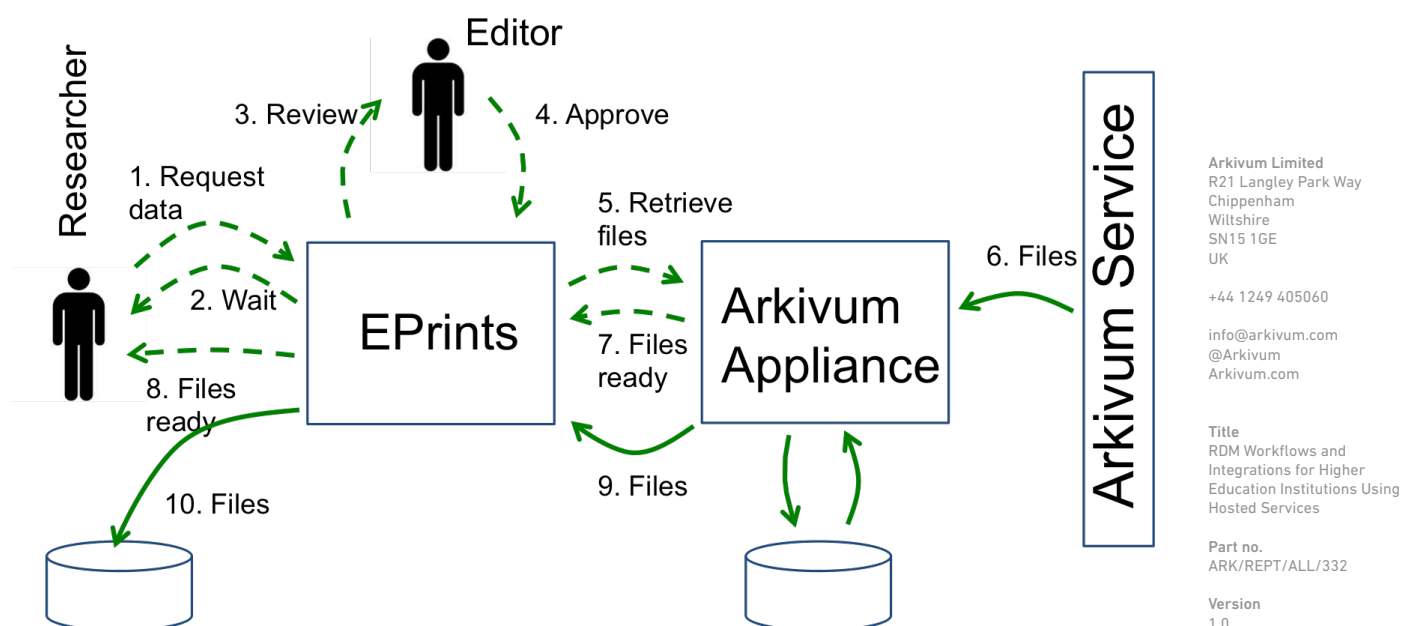 Editor
Researcher
3. Review
4. Approve
1. Request
data
2. Wait
5. Retrieve
files
6. Files
Arkivum Service
EPrints
Arkivum
Appliance
7. Files
ready
8. Files
ready
9. Files
10. Files
Arkivum Limited
R21 Langley Park Way
Chippenham
Wiltshire
SN15 1GE
UK
+44 1249 405060
info@arkivum.com
@Arkivum
Arkivum.com
Title
RDM Workflows and
Integrations for Higher
Education Institutions Using
Hosted Services
Part no.
ARK/REPT/ALL/332
Version
1.0